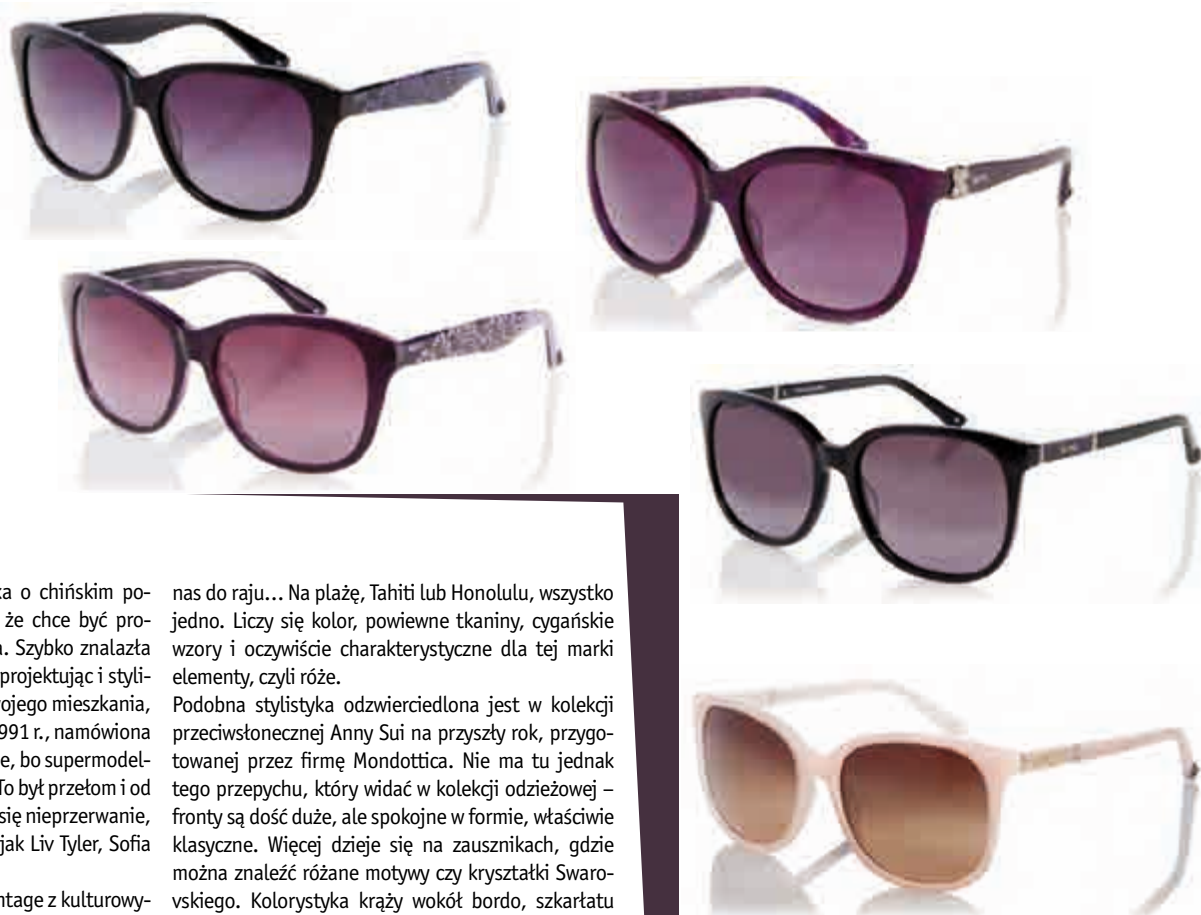 ka o chińskim po-
że chce być pro-
a. Szybko znalazła
projektując i styli-
ojego mieszkania,
991 r., namówiona
e, bo supermodel-
To był przełom i od
się nieprzerwanie,
jak Liv Tyler, Sofia
ntage z kulturowy-
nas do raju… Na plażę, Tahiti lub Honolulu, wszystko
jedno. Liczy się kolor, powiewne tkaniny, cygańskie
wzory i oczywiście charakterystyczne dla tej marki
elementy, czyli róże.
Podobna stylistyka odzwierciedlona jest w kolekcji
przeciwsłonecznej Anny Sui na przyszły rok, przygo-
towanej przez firmę Mondottica. Nie ma tu jednak
tego przepychu, który widać w kolekcji odzieżowej –
fronty są dość duże, ale spokojne w formie, właściwie
klasyczne. Więcej dzieje się na zausznikach, gdzie
można znaleźć różane motywy czy kryształki Swaro-
vskiego. Kolorystyka krąży wokół bordo, szkarłatu